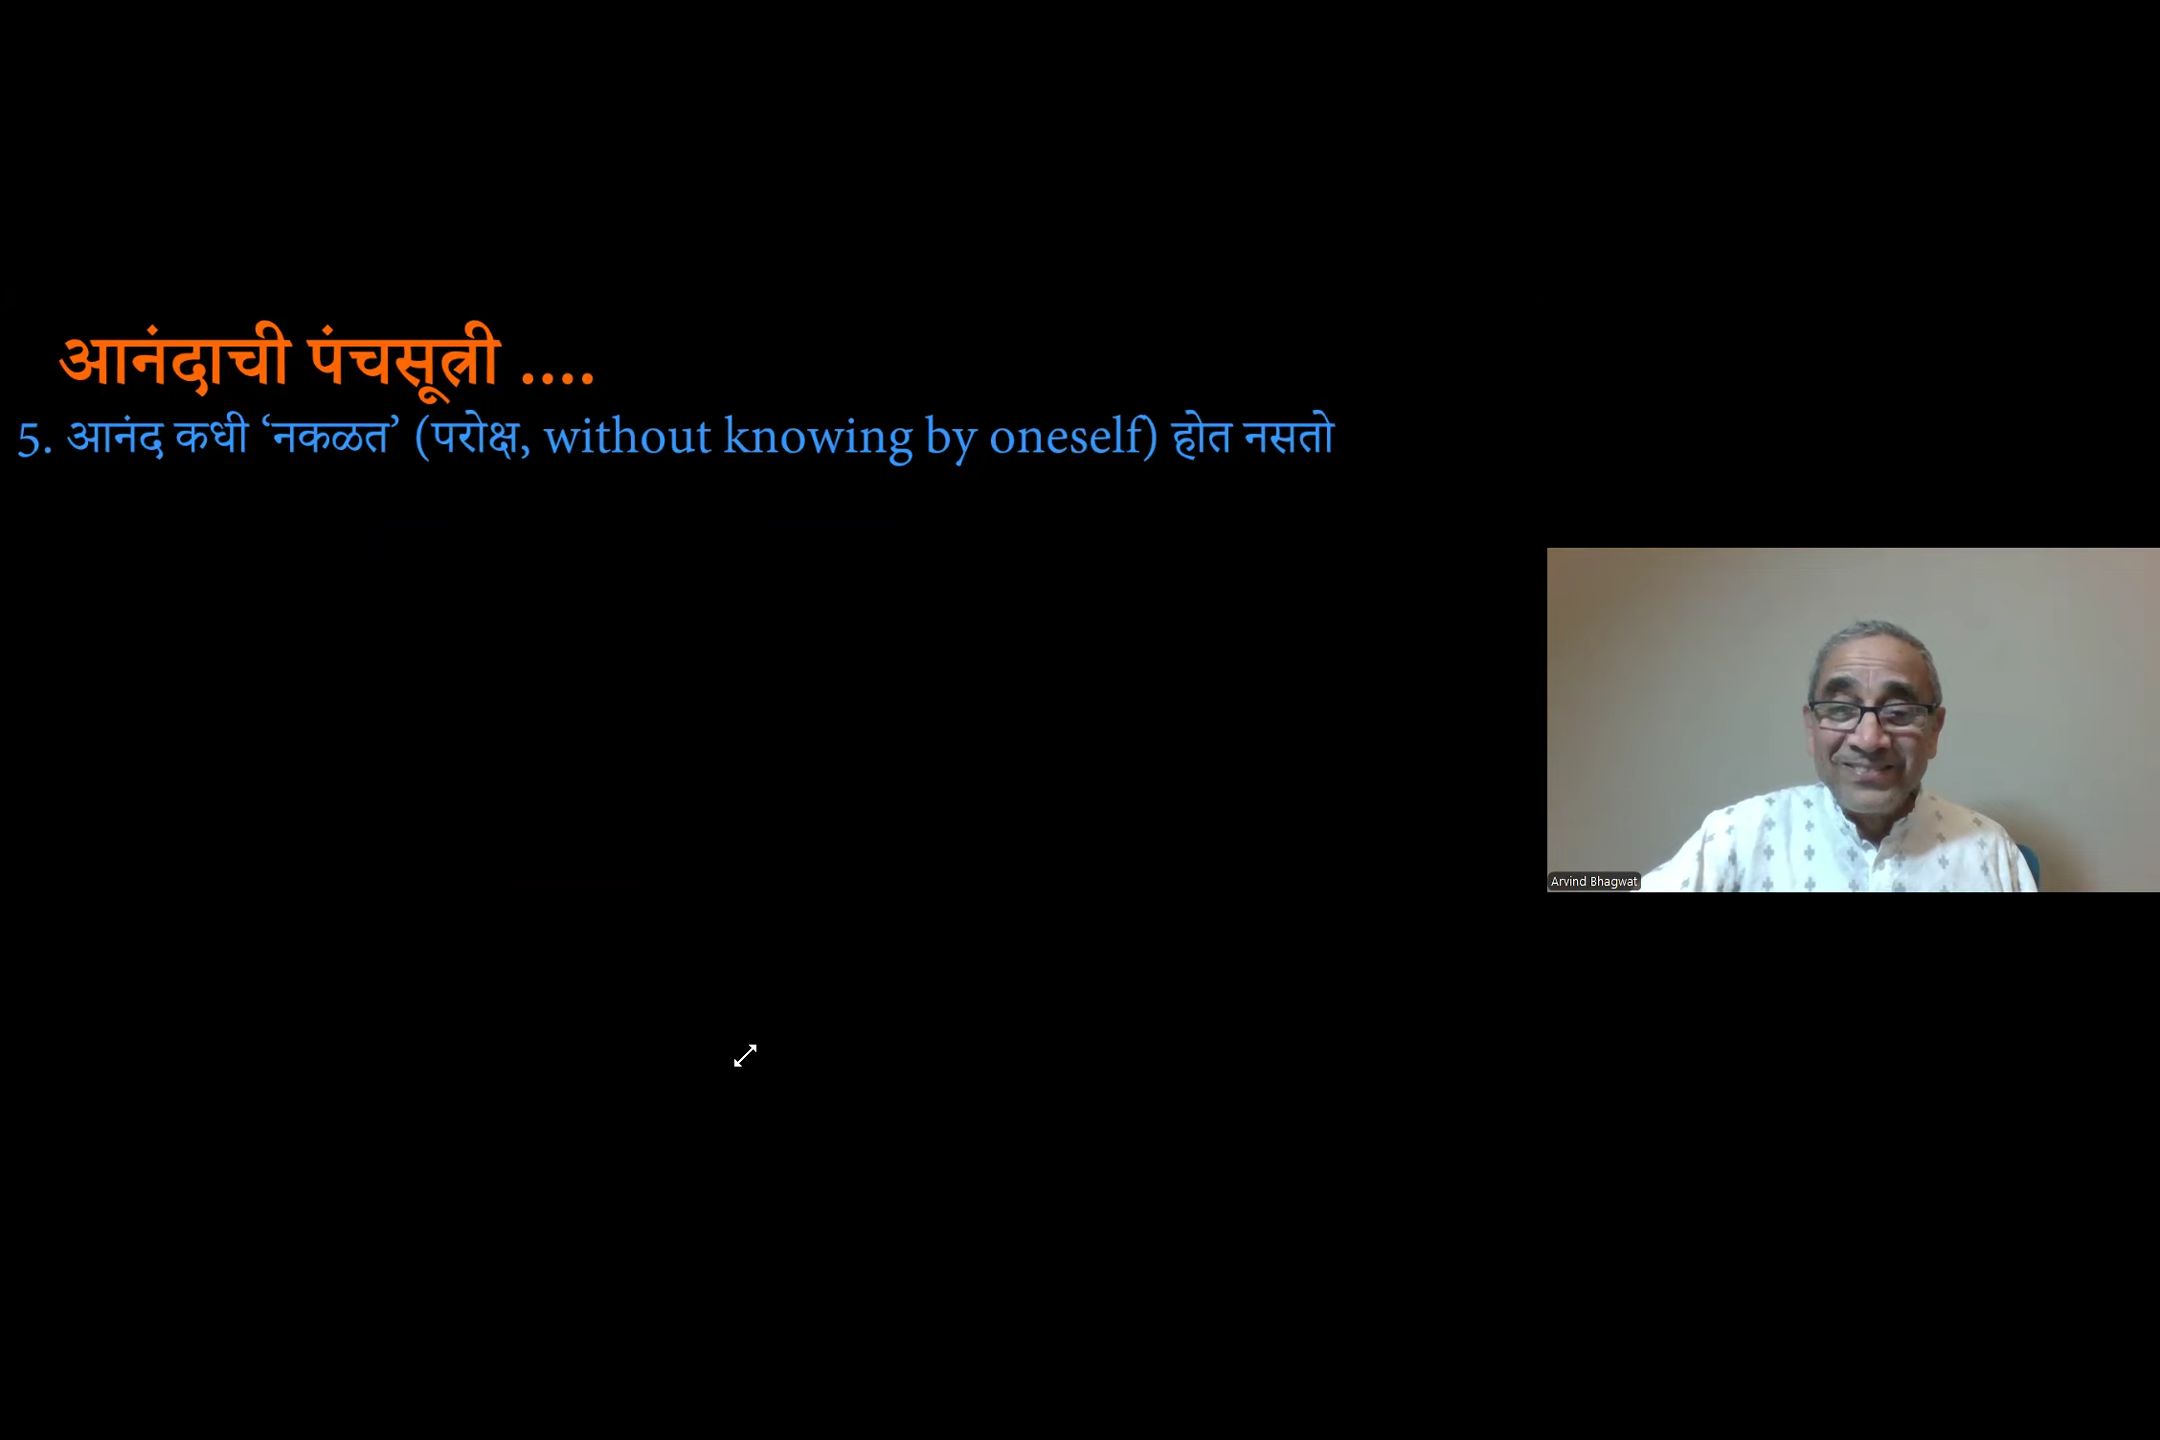 आनंदाची पंचसूत्री ....
5. आनंद कधी ‘नकळत’ (परोक्ष, without knowing by oneself) होत नसतो
Arvind Bhagwat